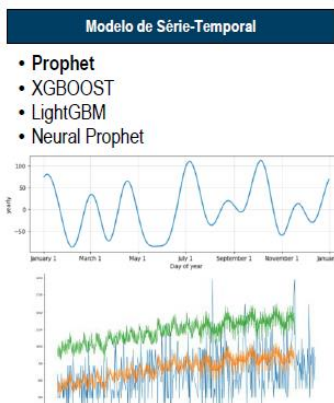 Modelo de Série-Temporal
• Prophet
• XGBOOST
• LightGBM
• Neural Prophet
100
50
0
−50
yearly
January 1 March 1 May 1 July 1 September 1 November 1 Januar
Day of year